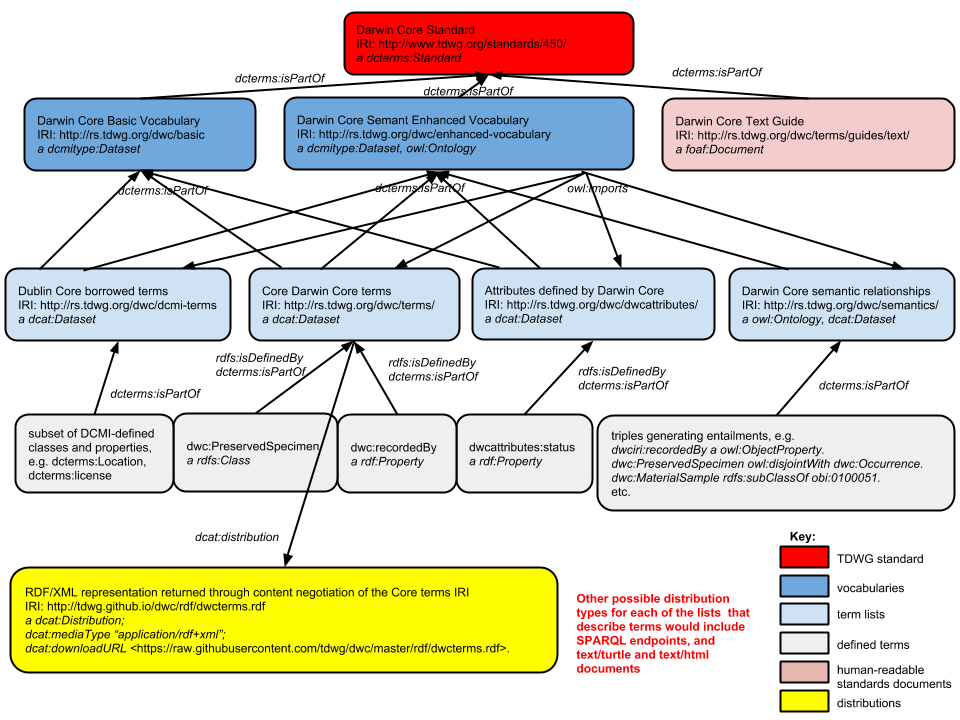 Darwin Core Standard
IRI: http://www.tdwg.org/standards/450/
a dcterms:Standard
dcterms:isPartOf
dcterms:isPartOf
dcterms:isPartOf
Darwin Core Basic Vocabulary
IRI: http://rs.tdwg.org/dwc/basic
a dcmitype:Dataset
Darwin Core Semant Enhanced Vocabulary
IRI: http://rs.tdwg.org/dwc/enhanced-vocabulary
a dcmitype:Dataset, owl:Ontology
Darwin Core Text Guide
IRI: http://rs.tdwg.org/dwc/terms/guides/text/
a foaf:Document
dcterms:isPartOf
dcterms:isPartOf
owl:imports
Dublin Core borrowed terms
IRI: http://rs.tdwg.org/dwc/dcmi-terms
a dcat:Dataset
Core Darwin Core terms
IRI: http://rs.tdwg.org/dwc/terms/
a dcat:Dataset
Attributes defined by Darwin Core
IRI: http://rs.tdwg.org/dwc/dwcattributes/
a dcat:Dataset
Darwin Core semantic relationships
IRI: http://rs.tdwg.org/dwc/semantics/
a owl:Ontology, dcat:Dataset
dcterms:isPartOf
rdfs:isDefinedBy
dcterms:isPartOf
rdfs:isDefinedBy
dcterms:isPartOf
rdfs:isDefinedBy
dcterms:isPartOf
dcterms:isPartOf
subset of DCMI-defined
classes and properties,
e.g. dcterms:Location,
dcterms:license
dwc:PreservedSpecimen
a rdfs:Class
dwc:recordedBy
a rdf:Property
dwcattributes:status
a rdf:Property
triples generating entailments, e.g.
dwciri:recordedBy a owl:ObjectProperty.
dwc:PreservedSpecimen owl:disjointWith dwc:Occurrence.
dwc:MaterialSample rdfs:subClassOf obi:0100051.
etc.
dcat:distribution
RDF/XML representation returned through content negotiation of the Core terms IRI
IRI: http://tdwg.github.io/dwc/rdf/dwcterms.rdf
a dcat:Distribution;
dcat:mediaType “application/rdf+xml”;
dcat:downloadURL <https://raw.githubusercontent.com/tdwg/dwc/master/rdf/dwcterms.rdf>.
Other possible distribution
types for each of the lists that
describe terms would include
SPARQL endpoints, and
text/turtle and text/html
documents
Key:
TDWG standard
vocabularies
term lists
defined terms
human-readable
standards documents
distributions